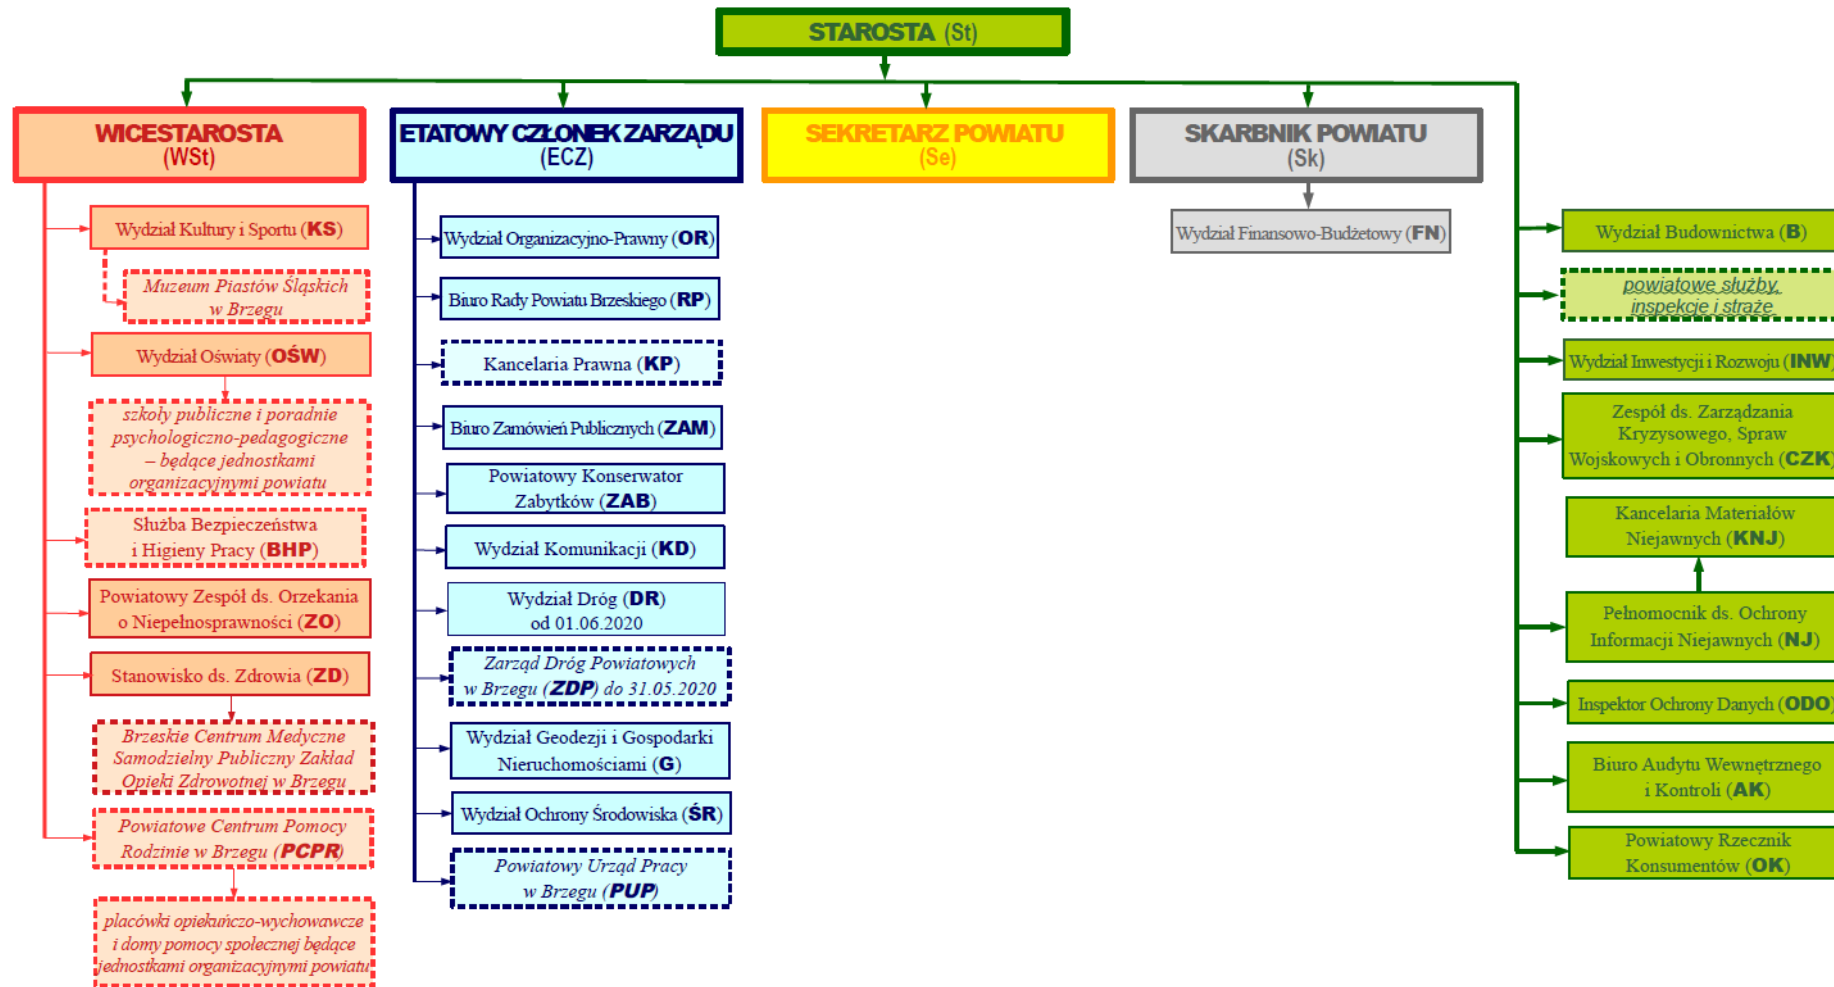 STAROSTA (St)
WICESTAROSTA
(WSt)
ETATOWY CZŁONEK ZARZĄDU
(ECZ)
SEKRETARZ POWIATU
(Se)
SKARBNIK POWIATU
(Sk)
Wydział Kultury i Sportu (KS)
Muzeum Piastów Śląskich
w Brzegu
Wydział Oświaty (OŚW)
szkoły publiczne i poradnie
psychologiczno-pedagogiczne
– będące jednostkami
organizacyjnymi powiatu
Służba Bezpieczeństwa
i Higieny Pracy (BHP)
Powiatowy Zespół ds. Orzekania
o Niepełnosprawności (ZO)
Stanowisko ds. Zdrowia (ZD)
Brzeskie Centrum Medyczne
Samodzielny Publiczny Zakład
Opieki Zdrowotnej w Brzegu
Powiatowe Centrum Pomocy
Rodzinie w Brzegu (PCPR)
placówki opiekuńczo-wychowawcze
i domy pomocy społecznej będące
jednostkami organizacyjnymi powiatu
Wydział Organizacyjno-Prawny (OR)
Biuro Rady Powiatu Brzeskiego (RP)
Kancelaria Prawna (KP)
Biuro Zamówień Publicznych (ZAM)
Powiatowy Konserwator
Zabytków (ZAB)
Wydział Komunikacji (KD)
Wydział Dróg (DR)
od 01.06.2020
Zarząd Dróg Powiatowych
w Brzegu (ZDP) do 31.05.2020
Wydział Geodezji i Gospodarki
Nieruchomościami (G)
Wydział Ochrony Środowiska (ŚR)
Powiatowy Urząd Pracy
w Brzegu (PUP)
Wydział Finansowo-Budżetowy (FN)
Wydział Budownictwa (B)
powiatowe służby,
inspekcje i straże
Wydział Inwestycji i Rozwoju (INW)
Zespół ds. Zarządzania
Kryzysowego, Spraw
Wojskowych i Obronnych (CZK)
Kancelaria Materiałów
Niejawnych (KNJ)
Pełnomocnik ds. Ochrony
Informacji Niejawnych (NJ)
Inspektor Ochrony Danych (ODO)
Biuro Audytu Wewnętrznego
i Kontroli (AK)
Powiatowy Rzecznik
Konsumentów (OK)